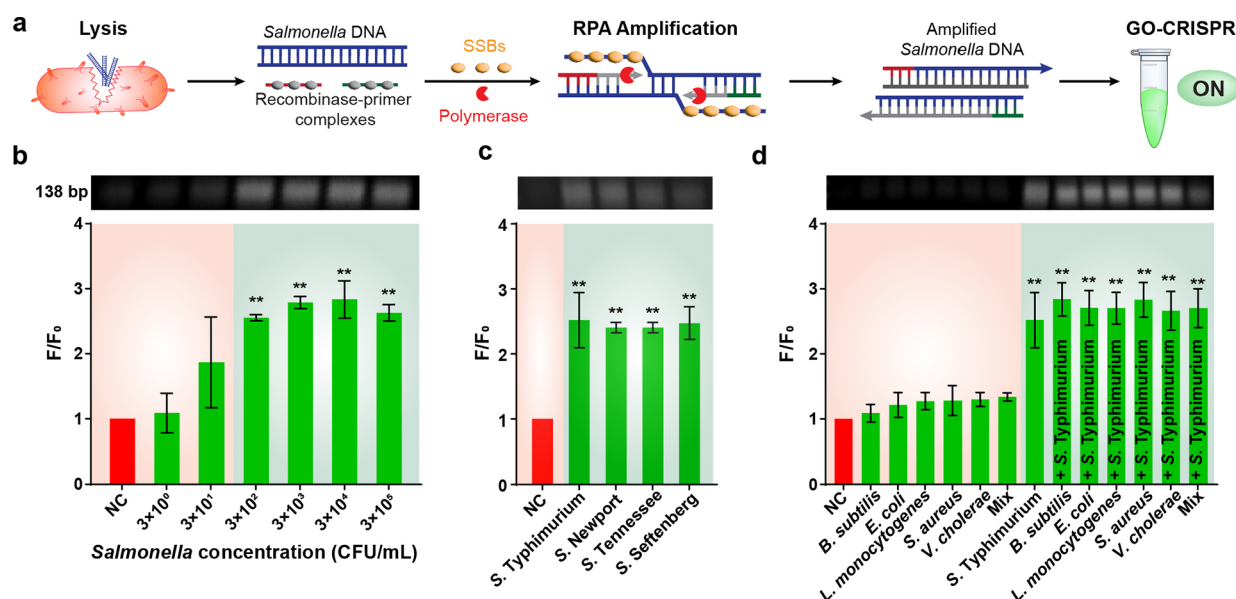 a
Lysis
Salmonella DNA
Recombinase-primer
complexes
SSBs
Polymerase
RPA Amplification
Amplified
Salmonella DNA
GO-CRISPR
ON
b
138 bp
F/F₀
4
3
2
1
0
**
**
**
**
NC
3×10⁰
3×10¹
3×10²
3×10³
3×10⁴
3×10⁵
Salmonella concentration (CFU/mL)
c
F/F₀
4
3
2
1
0
**
**
**
**
NC
S. Typhimurium
S. Newport
S. Tennessee
S. Seftenberg
d
F/F₀
4
3
2
1
0
**
**
**
**
**
**
**
+ S. Typhimurium
+ S. Typhimurium
+ S. Typhimurium
+ S. Typhimurium
+ S. Typhimurium
+ S. Typhimurium
NC
B. subtilis
E. coli
L. monocytogenes
S. aureus
V. cholerae
Mix
S. Typhimurium
B. subtilis
E. coli
L. monocytogenes
S. aureus
V. cholerae
Mix